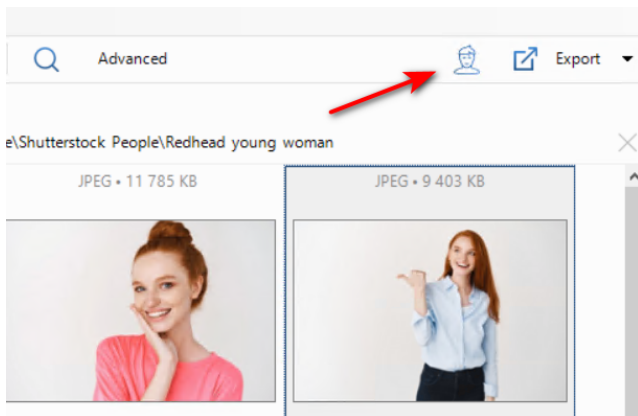 Advanced
Export
e\Shutterstock People\Redhead young woman
JPEG • 11 785 KB
JPEG • 9 403 KB